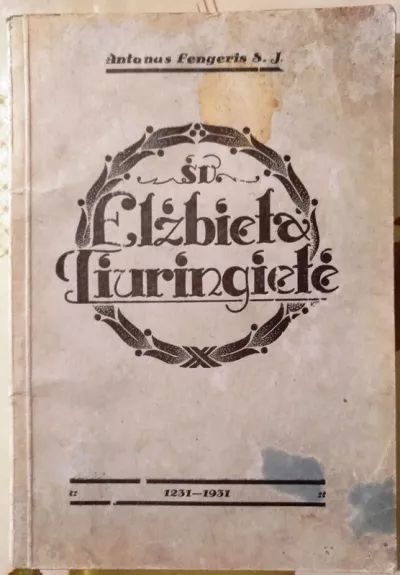 Antanas Fengeris S. J.
ŠV.
Elžbieta
Tiuringietė
1231—1931